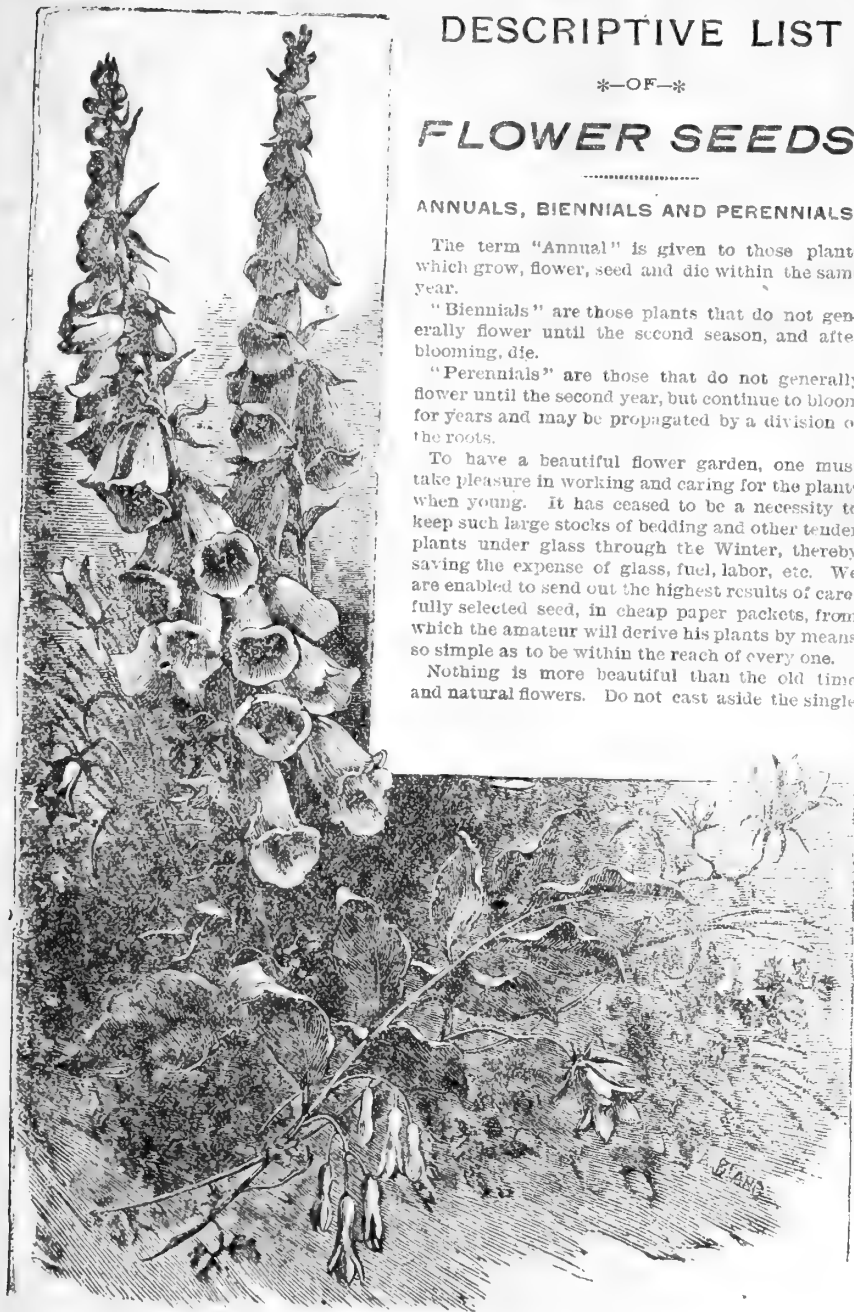 DESCRIPTIVE LIST
*—OF—*
FLOWER SEEDS
ANNUALS, BIENNIALS AND PERENNIALS
The term "Annual" is given to those plant
which grow, flower, seed and die within the sam
year.
"Biennials" are those plants that do not gen-
erally flower until the second season, and afte
blooming, die.
"Perennials" are those that do not generally
flower until the second year, but continue to bloom
for years and may be propagated by a division o
the roots.
To have a beautiful flower garden, one mus
take pleasure in working and caring for the plant
when young. It has ceased to be a necessity to
keep such large stocks of bedding and other tender
plants under glass through the Winter, thereby
saving the expense of glass, fuel, labor, etc. We
are enabled to send out the highest results of care-
fully selected seed, in cheap paper packets, from
which the amateur will derive his plants by means
so simple as to be within the reach of every one.
Nothing is more beautiful than the old time
and natural flowers. Do not cast aside the single